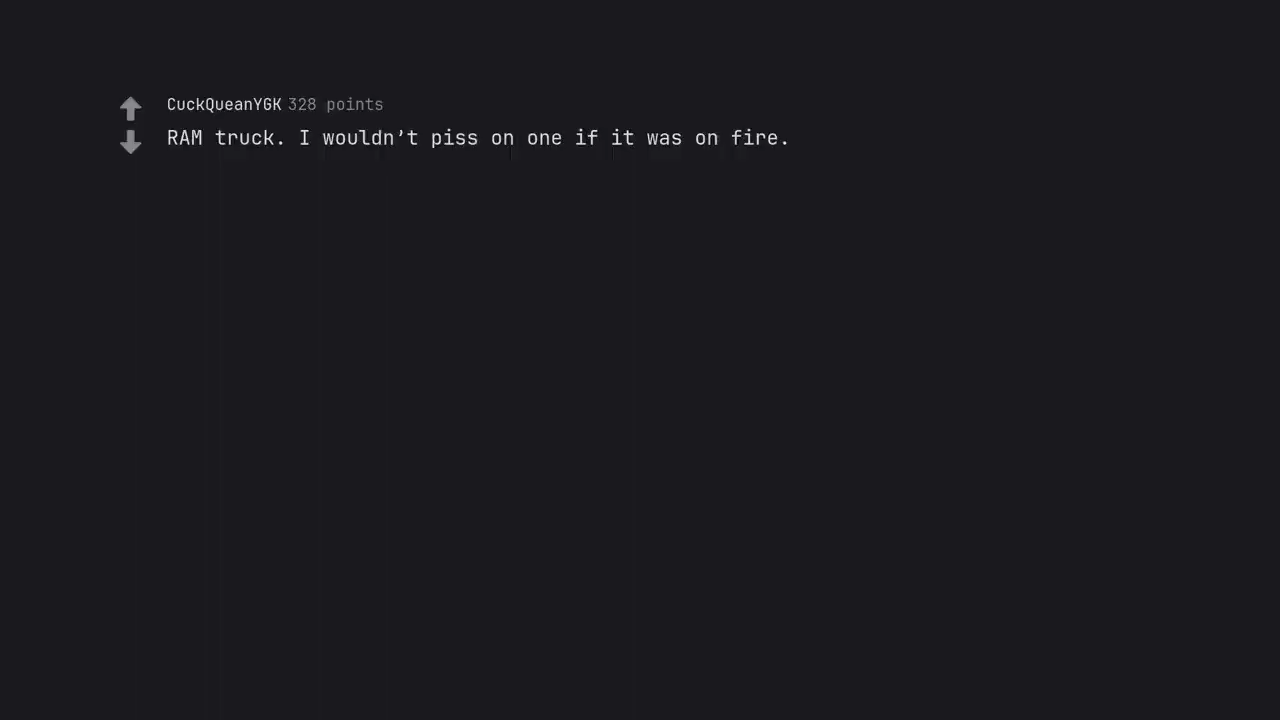 CuckQueanYGK 328 points
RAM truck. I wouldn’t piss on one if it was on fire.